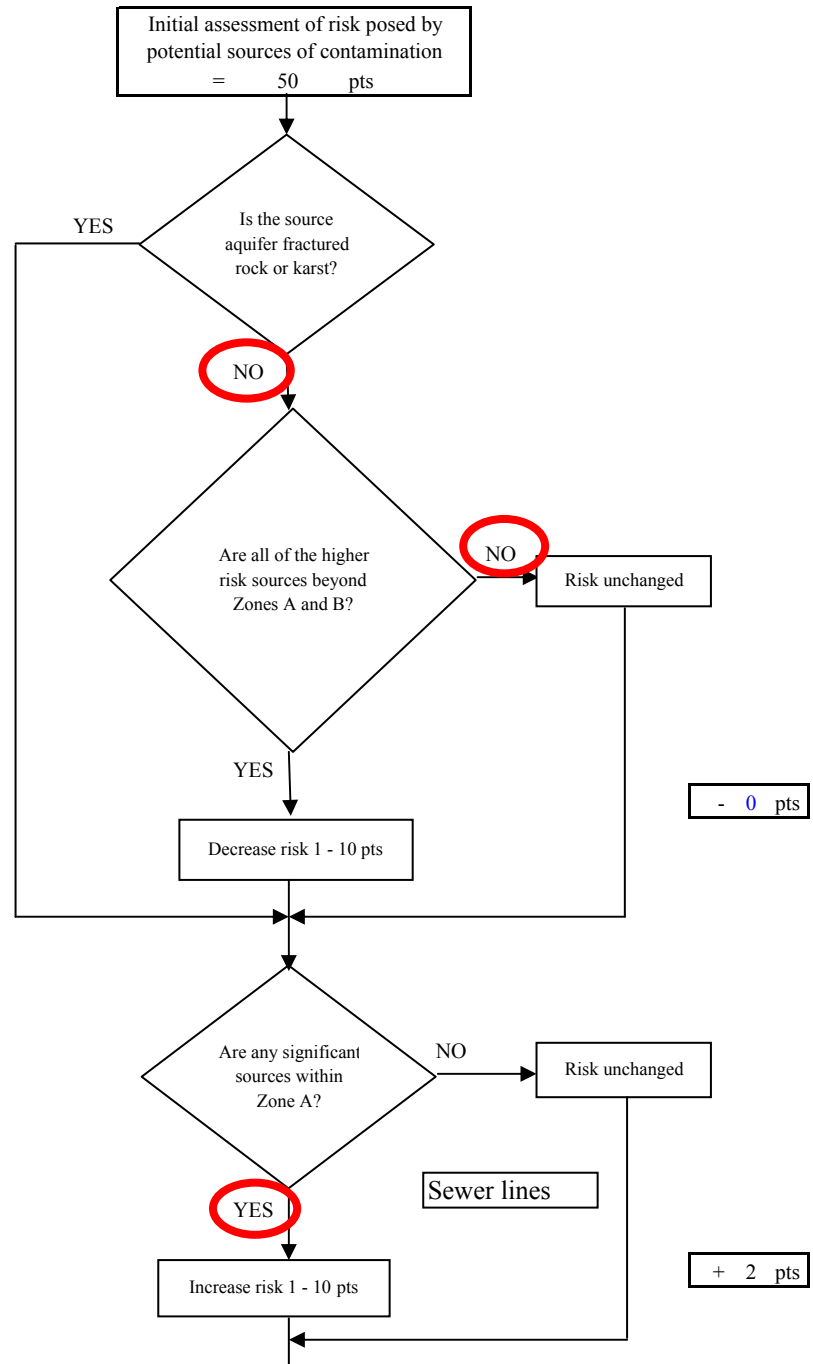 Initial assessment of risk posed by
potential sources of contamination
= 50 pts
YES
Is the source
aquifer fractured
rock or karst?
NO
Are all of the higher
risk sources beyond
Zones A and B?
NO
Risk unchanged
YES
- 0 pts
Decrease risk 1 - 10 pts
Are any significant
sources within
Zone A?
NO
Risk unchanged
Sewer lines
YES
+ 2 pts
Increase risk 1 - 10 pts